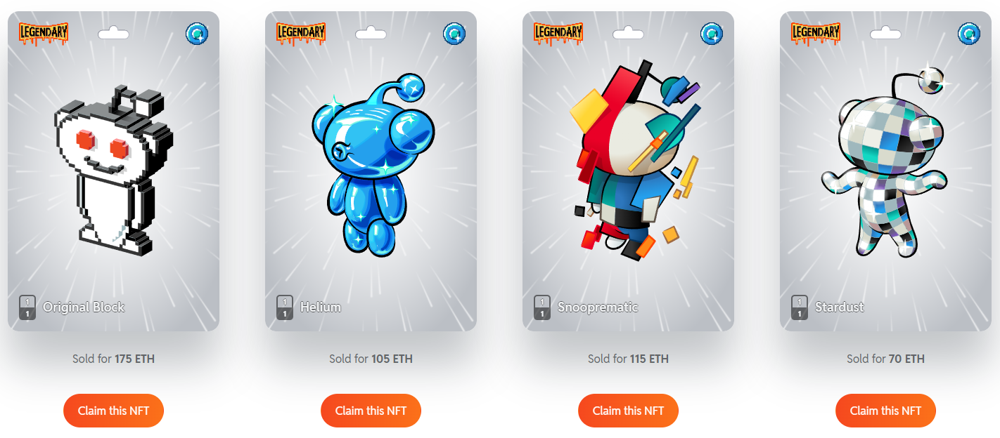 LEGENDARY
1
1
Original Block
Sold for 175 ETH
Claim this NFT
LEGENDARY
1
1
Helium
Sold for 105 ETH
Claim this NFT
LEGENDARY
1
1
Snooprematic
Sold for 115 ETH
Claim this NFT
LEGENDARY
1
1
Stardust
Sold for 70 ETH
Claim this NFT